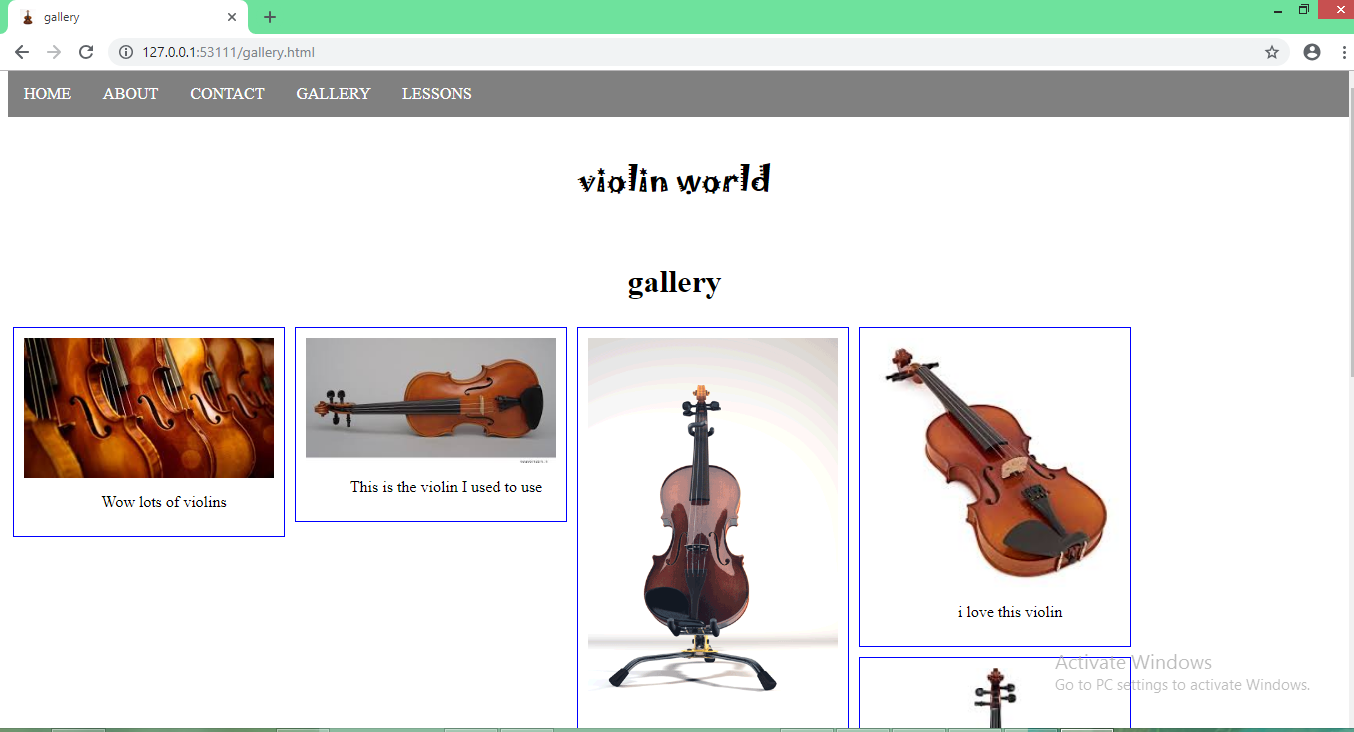 gallery
127.0.0.1:53111/gallery.html
HOME ABOUT CONTACT GALLERY LESSONS
violin world
gallery
Wow lots of violins
This is the violin I used to use
i love this violin
Activate Windows
Go to PC settings to activate Windows.